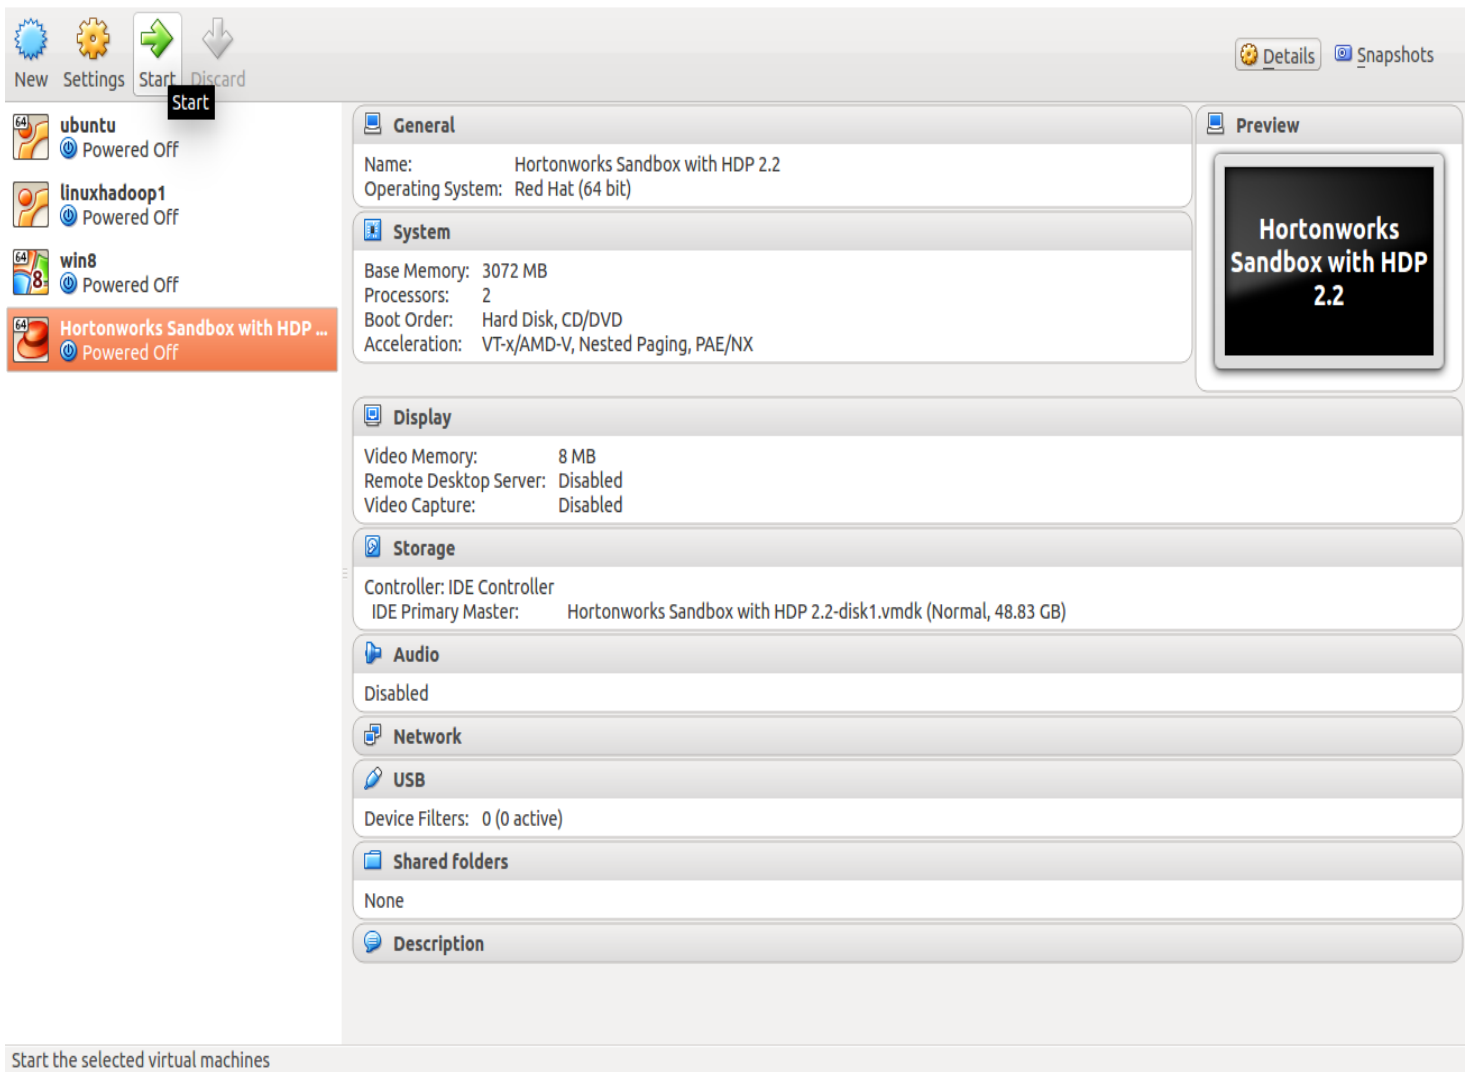 New Settings Start Discard
Start
Details Snapshots
64 ubuntu
Powered Off
linuxhadoop1
Powered Off
64 win8
8 Powered Off
64 Hortonworks Sandbox with HDP ...
Powered Off
General
Name: Hortonworks Sandbox with HDP 2.2
Operating System: Red Hat (64 bit)
System
Base Memory: 3072 MB
Processors: 2
Boot Order: Hard Disk, CD/DVD
Acceleration: VT-x/AMD-V, Nested Paging, PAE/NX
Preview
Hortonworks
Sandbox with HDP
2.2
Display
Video Memory: 8 MB
Remote Desktop Server: Disabled
Video Capture: Disabled
Storage
Controller: IDE Controller
IDE Primary Master: Hortonworks Sandbox with HDP 2.2-disk1.vmdk (Normal, 48.83 GB)
Audio
Disabled
Network
USB
Device Filters: 0 (0 active)
Shared folders
None
Description
Start the selected virtual machines